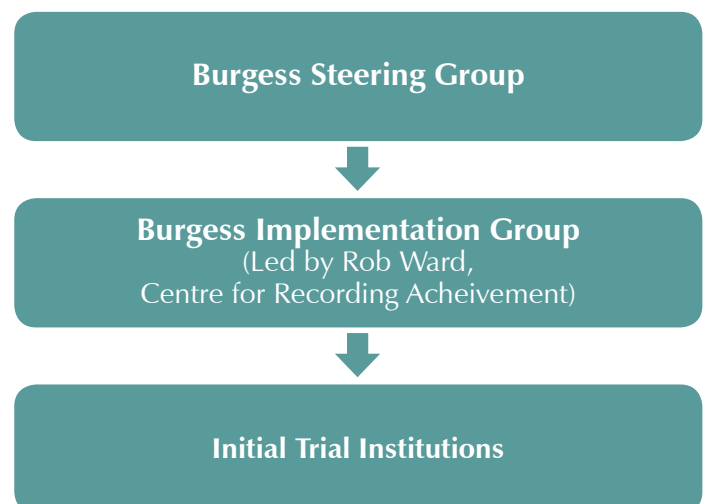 Burgess Steering Group
Burgess Implementation Group
(Led by Rob Ward,
Centre for Recording Acheivement)
Initial Trial Institutions